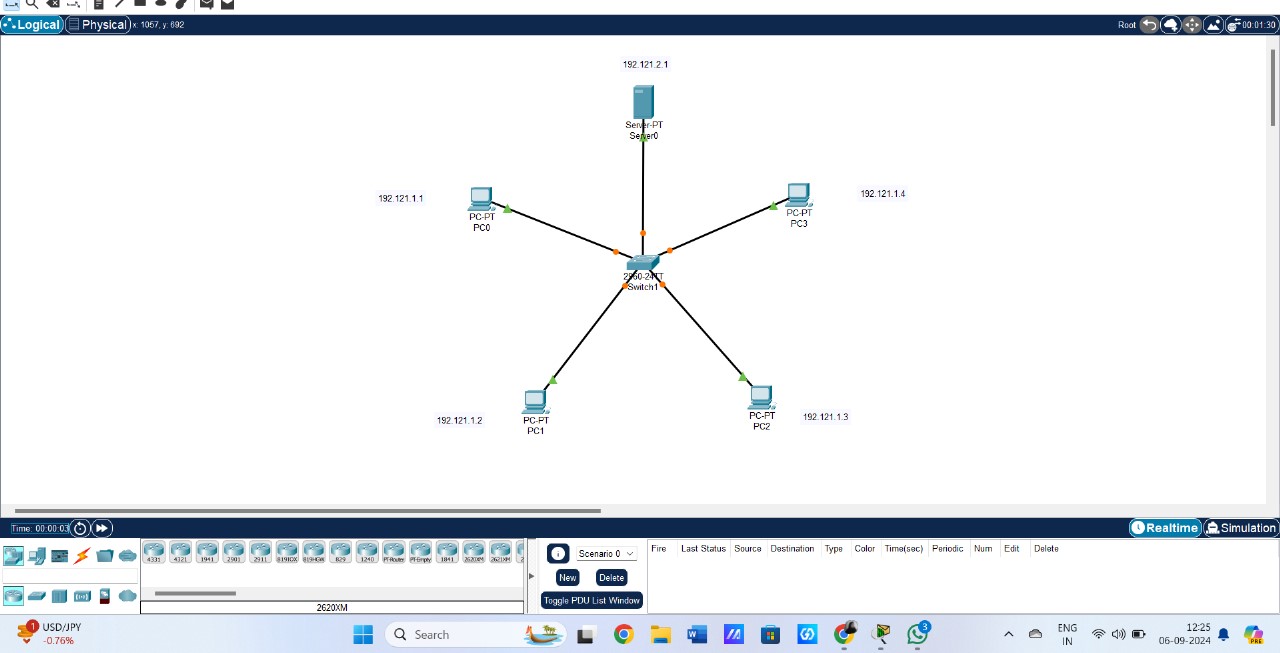 Logical
Physical
x: 1057, y: 692
Root
00:01:30
192.121.2.1
Server-PT
Server0
192.121.1.1
PC-PT
PC0
PC-PT
PC3
192.121.1.4
2960-24TT
Switch1
192.121.1.2
PC-PT
PC1
PC-PT
PC2
192.121.1.3
Time: 00:00:03
Realtime
Simulation
4331
4321
1941
2901
2911
819IOX
819HGW
829
1240
PT-Router
PT-Empty
1841
2620XM
2621XM
2620XM
Scenario 0
New
Delete
Toggle PDU List Window
Fire
Last Status
Source
Destination
Type
Color
Time(sec)
Periodic
Num
Edit
Delete
1
USD/JPY
-0.76%
Search
3
ENG
IN
12:25
06-09-2024
PRE